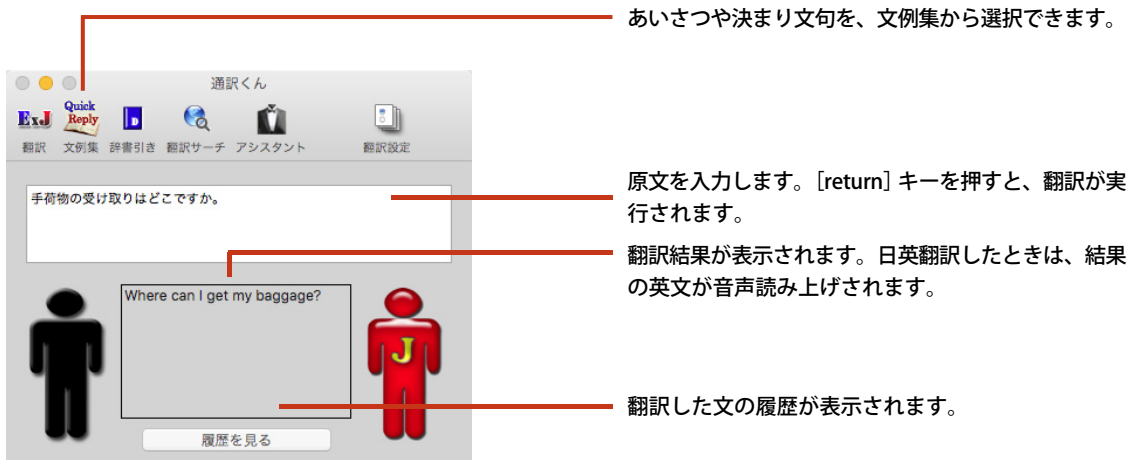 あいさつや決まり文句を、文例集から選択できます。
通訳くん
ExJ
Quick
Reply
D
翻訳 文例集 辞書引き 翻訳サーチ アシスタント 翻訳設定
手荷物の受け取りはどこですか。
原文を入力します。[return] キーを押すと、翻訳が実
行されます。
翻訳結果が表示されます。日英翻訳したときは、結果
の英文が音声読み上げされます。
Where can I get my baggage?
J
翻訳した文の履歴が表示されます。
履歴を見る